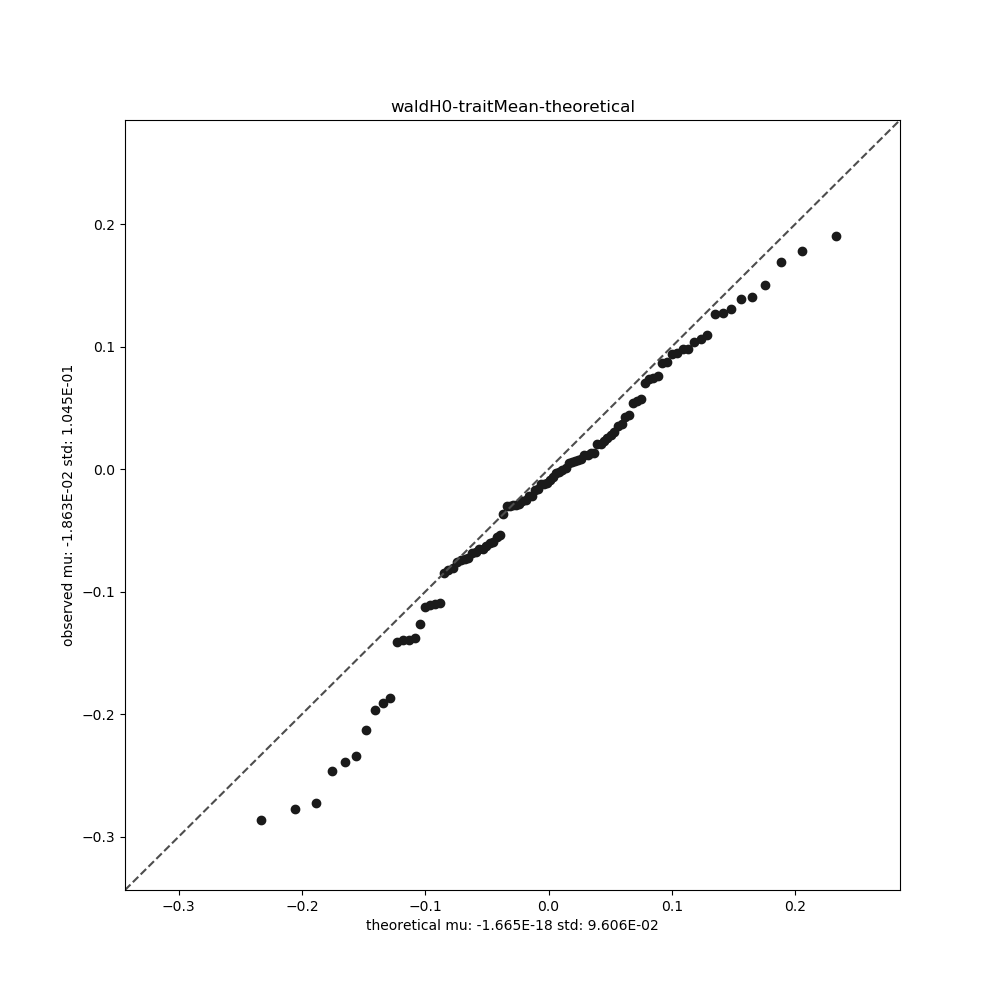 waldH0-traitMean-theoretical
observed mu: -1.863E-02 std: 1.045E-01
0.2
0.1
0.0
−0.1
−0.2
−0.3
−0.3 −0.2 −0.1 0.0 0.1 0.2
theoretical mu: -1.665E-18 std: 9.606E-02